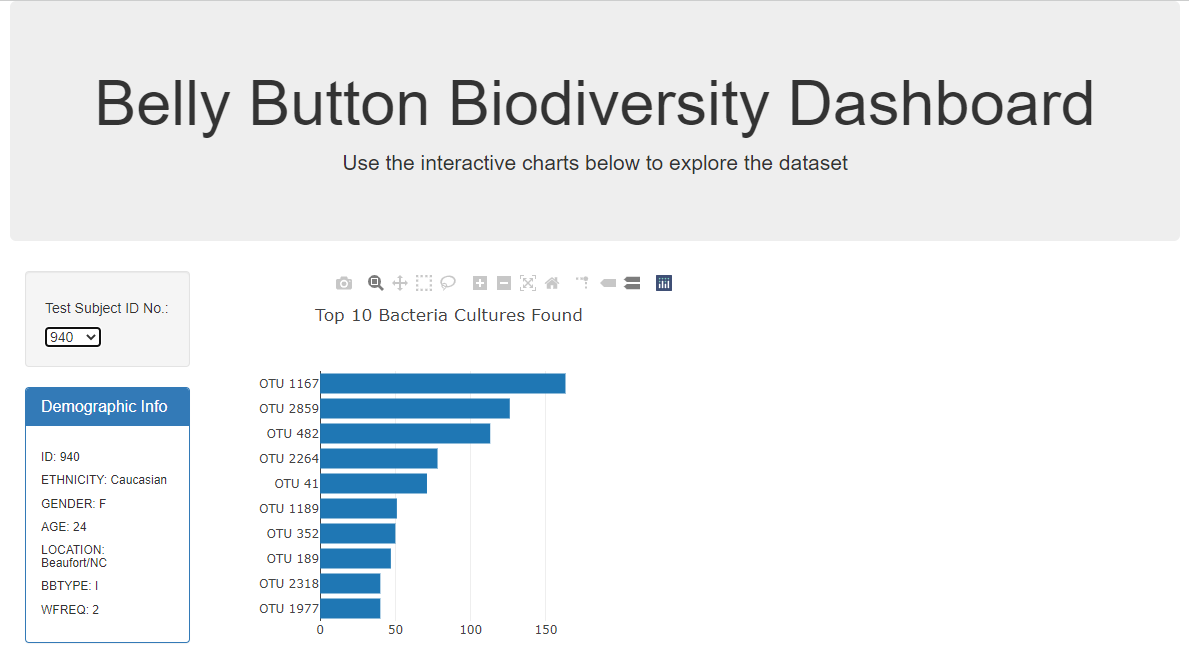 Belly Button Biodiversity Dashboard
Use the interactive charts below to explore the dataset
Test Subject ID No.:
940
Demographic Info
ID: 940
ETHNICITY: Caucasian
GENDER: F
AGE: 24
LOCATION:
Beaufort/NC
BBTYPE: I
WFREQ: 2
Top 10 Bacteria Cultures Found
OTU 1167
OTU 2859
OTU 482
OTU 2264
OTU 41
OTU 1189
OTU 352
OTU 189
OTU 2318
OTU 1977
0 50 100 150